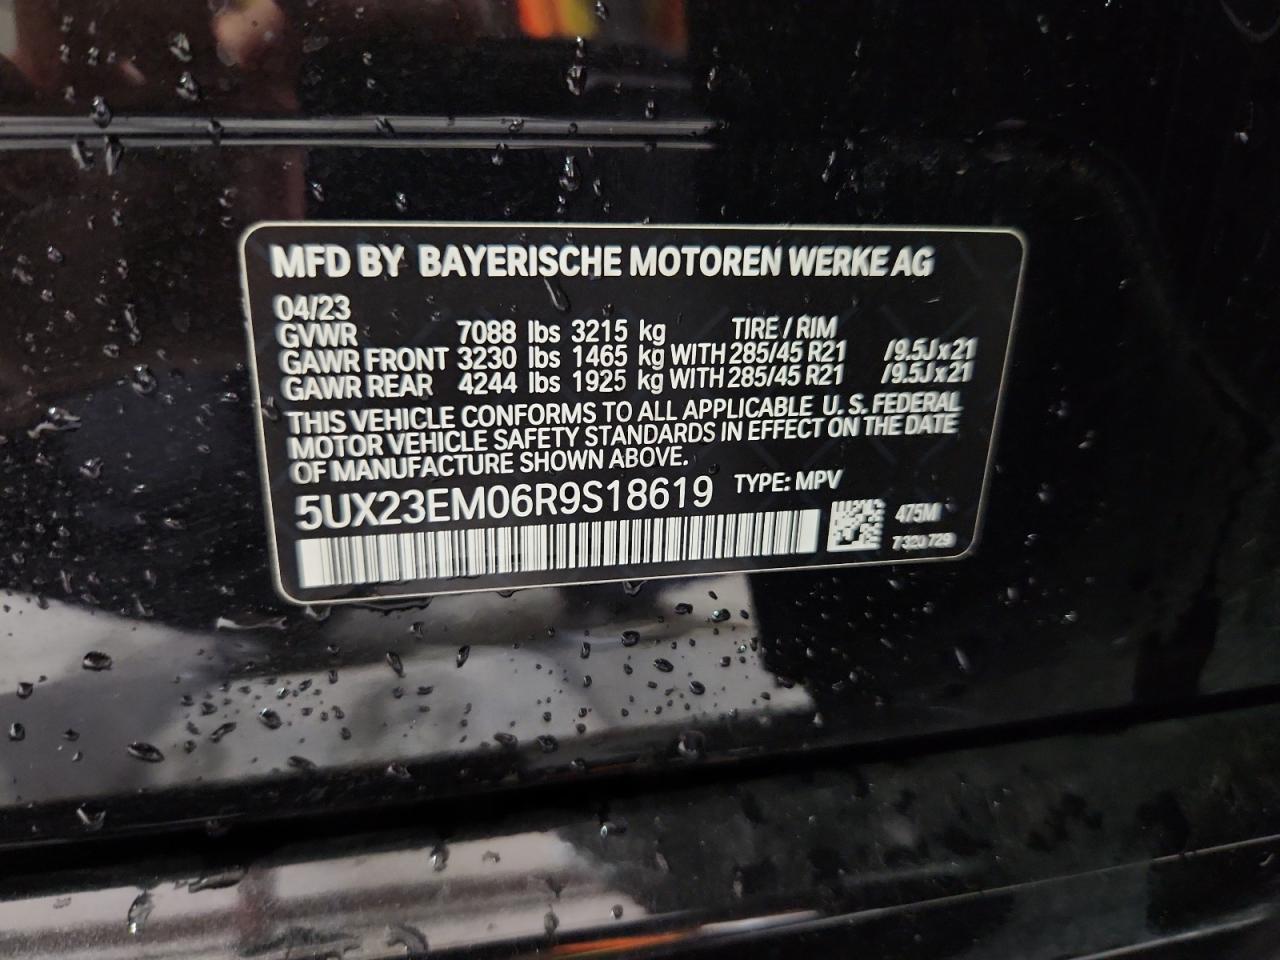 MFD BY BAYERISCHE MOTOREN WERKE AG
04/23
GVWR 7088 lbs 3215 kg TIRE / RIM
GAWR FRONT 3230 lbs 1465 kg WITH 285/45 R21 /9.5J x 21
GAWR REAR 4244 lbs 1925 kg WITH 285/45 R21 /9.5J x 21
THIS VEHICLE CONFORMS TO ALL APPLICABLE U. S. FEDERAL
MOTOR VEHICLE SAFETY STANDARDS IN EFFECT ON THE DATE
OF MANUFACTURE SHOWN ABOVE.
5UX23EM06R9S18619 TYPE: MPV
475M
7 320 729